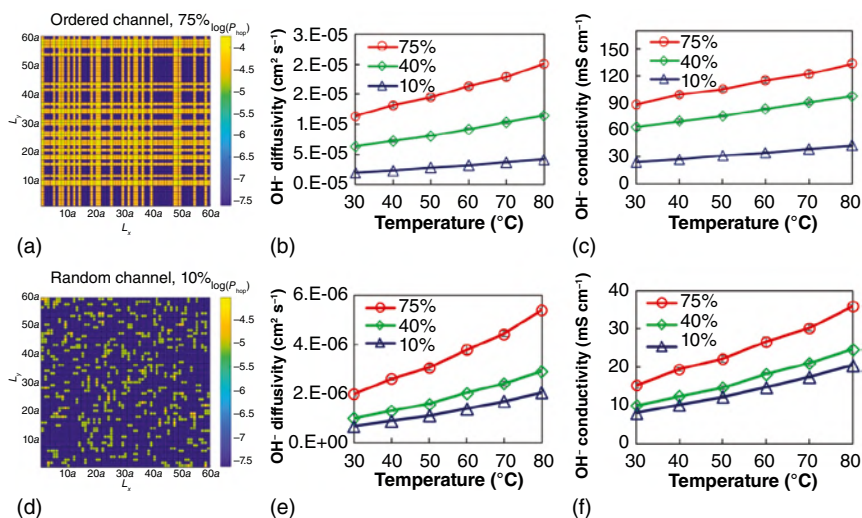 Ordered channel, 75%
log(P_hop)
60a
50a
40a
30a
20a
10a
L_y
10a 20a 30a 40a 50a 60a
L_x
−4
−4.5
−5
−5.5
−6
−6.5
−7
−7.5
(a)
OH⁻ diffusivity (cm² s⁻¹)
2.E-05
2.E-05
1.E-05
5.E-05
0.E-05
75%
40%
10%
30 40 50 60 70 80
Temperature (°C)
(b)
OH⁻ conductivity (mS cm⁻¹)
150
120
90
60
30
0
75%
40%
10%
30 40 50 60 70 80
Temperature (°C)
(c)
Random channel, 10%
log(P_hop)
60a
50a
40a
30a
20a
10a
L_y
10a 20a 30a 40a 50a 60a
L_x
−4.5
−5
−5.5
−6
−6.5
−7
−7.5
(d)
OH⁻ diffusivity (cm² s⁻¹)
6.E-06
4.E-06
2.E-06
0.E+00
75%
40%
10%
30 40 50 60 70 80
Temperature (°C)
(e)
OH⁻ conductivity (mS cm⁻¹)
40
30
20
10
0
75%
40%
10%
30 40 50 60 70 80
Temperature (°C)
(f)